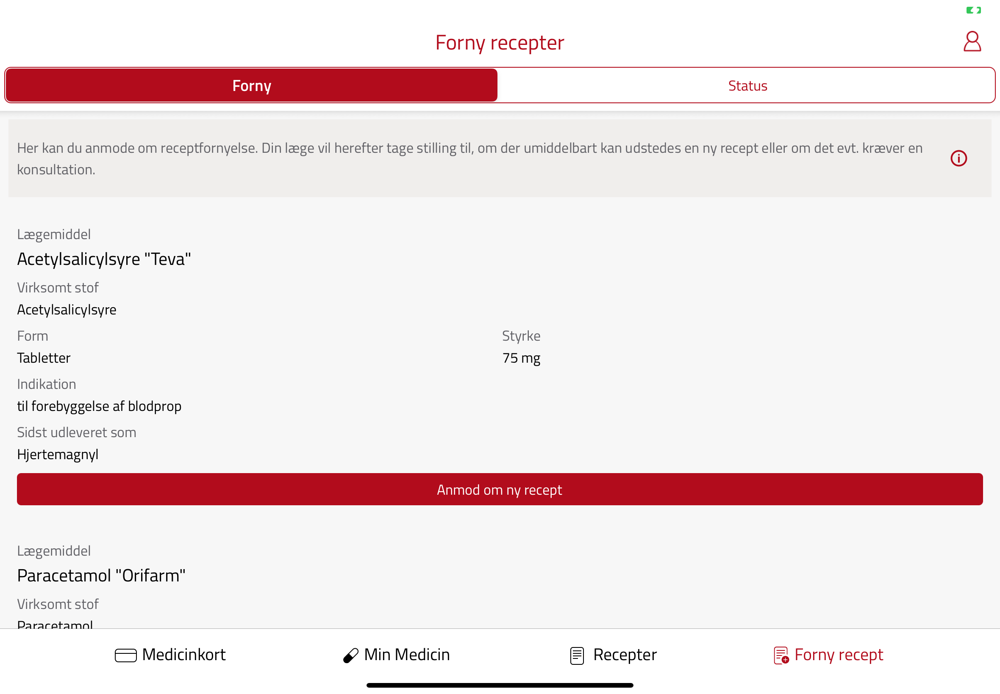 Forny recepter
Forny
Status
Her kan du anmode om receptfornyelse. Din læge vil herefter tage stilling til, om der umiddelbart kan udstedes en ny recept eller om det evt. kræver en
konsultation.
Lægemiddel
Acetylsalicylsyre "Teva"
Virksomt stof
Acetylsalicylsyre
Form
Styrke
Tabletter
75 mg
Indikation
til forebyggelse af blodprop
Sidst udleveret som
Hjertemagnyl
Anmod om ny recept
Lægemiddel
Paracetamol "Orifarm"
Virksomt stof
Paracetamol
Medicinkort
Min Medicin
Recepter
Forny recept